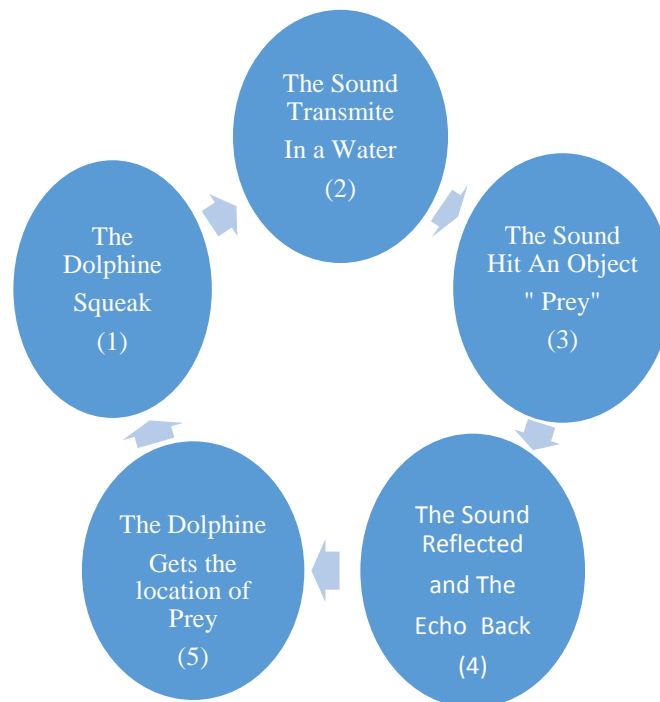 The
Dolphine
Squeak
(1)
The Sound
Transmite
In a Water
(2)
The Sound
Hit An Object
" Prey"
(3)
The Sound
Reflected
and The
Echo Back
(4)
The Dolphine
Gets the
location of
Prey
(5)